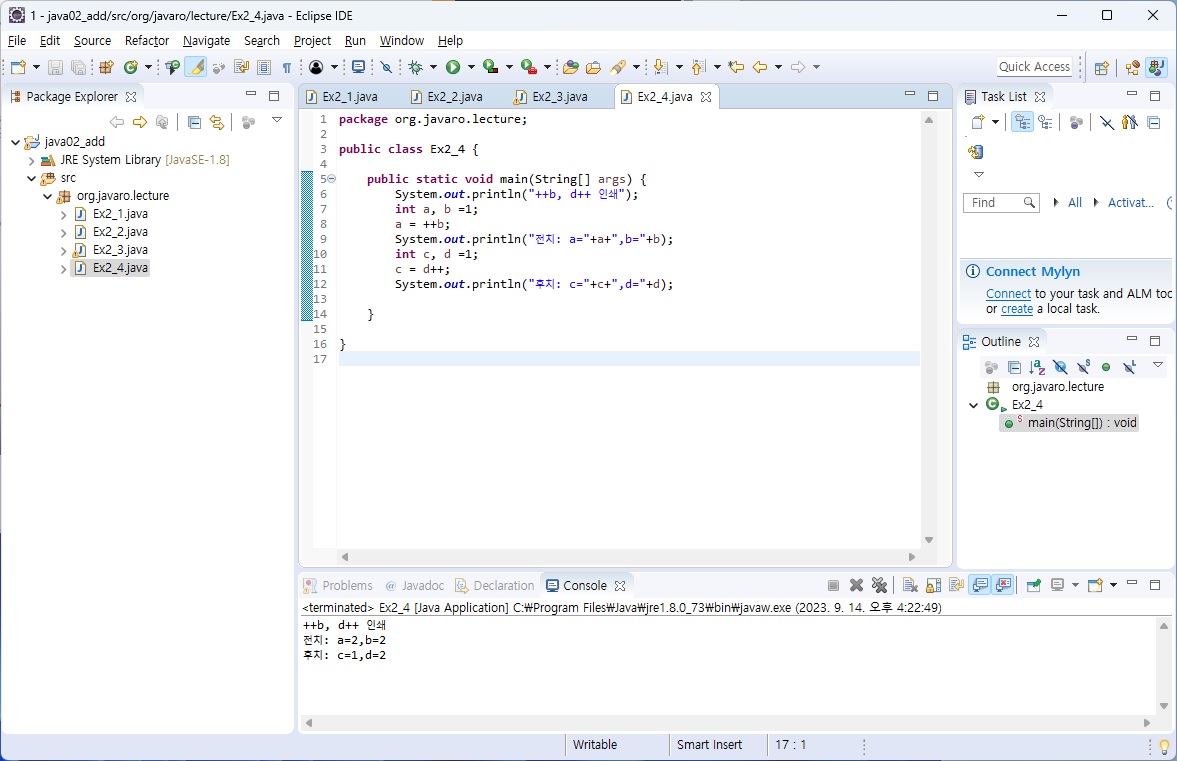 1 - java02_add/src/org/javaro/lecture/Ex2_4.java - Eclipse IDE
File Edit Source Refactor Navigate Search Project Run Window Help
Quick Access
Package Explorer
java02_add
JRE System Library [JavaSE-1.8]
src
org.javaro.lecture
Ex2_1.java
Ex2_2.java
Ex2_3.java
Ex2_4.java
Ex2_1.java Ex2_2.java Ex2_3.java Ex2_4.java
1 package org.javaro.lecture;
2
3 public class Ex2_4 {
4
5 public static void main(String[] args) {
6 System.out.println("++b, d++ 인쇄");
7 int a, b =1;
8 a = ++b;
9 System.out.println("전치: a="+a+",b="+b);
10 int c, d =1;
11 c = d++;
12 System.out.println("후치: c="+c+",d="+d);
13
14 }
15
16 }
17
Task List
Find All Activat...
Connect Mylyn
Connect to your task and ALM too
or create a local task.
Outline
org.javaro.lecture
Ex2_4
main(String[]) : void
Problems Javadoc Declaration Console
<terminated> Ex2_4 [Java Application] C:₩Program Files₩Java₩jre1.8.0_73₩bin₩javaw.exe (2023. 9. 14. 오후 4:22:49)
++b, d++ 인쇄
전치: a=2,b=2
후치: c=1,d=2
Writable Smart Insert 17 : 1